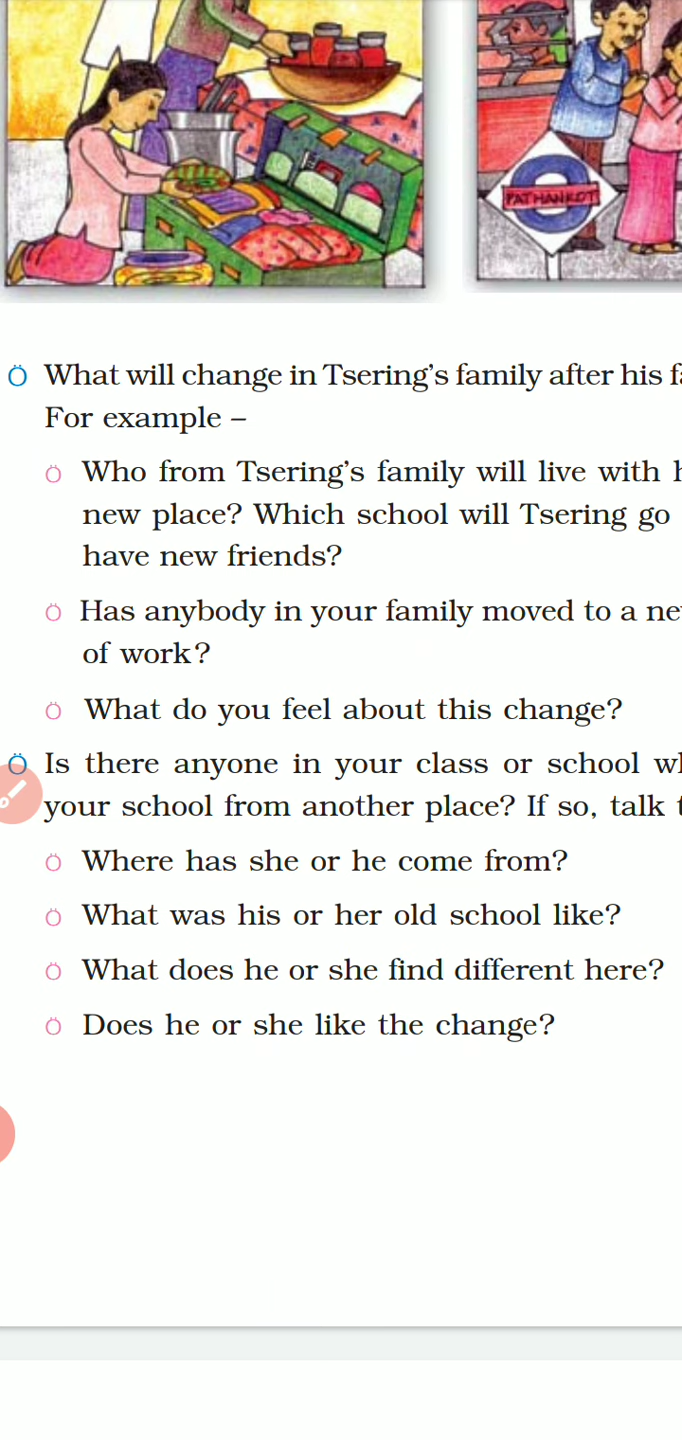 PATHANKOT
Ö What will change in Tsering's family after his
For example –
Ö Who from Tsering's family will live with
new place? Which school will Tsering go
have new friends?
Ö Has anybody in your family moved to a
of work?
Ö What do you feel about this change?
Ö Is there anyone in your class or school
your school from another place? If so, talk
Ö Where has she or he come from?
Ö What was his or her old school like?
Ö What does he or she find different here?
Ö Does he or she like the change?